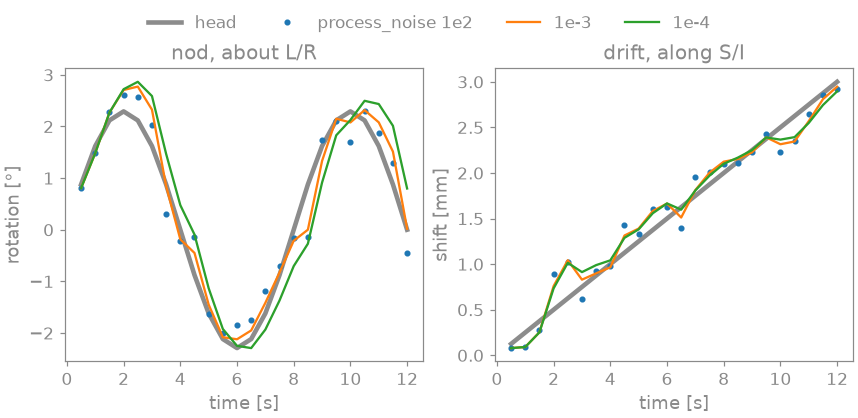 head process_noise 1e2 1e-3 1e-4
nod, about L/R
rotation [°]
3
2
1
0
−1
−2
0 2 4 6 8 10 12
time [s]
drift, along S/I
shift [mm]
3.0
2.5
2.0
1.5
1.0
0.5
0.0
0 2 4 6 8 10 12
time [s]